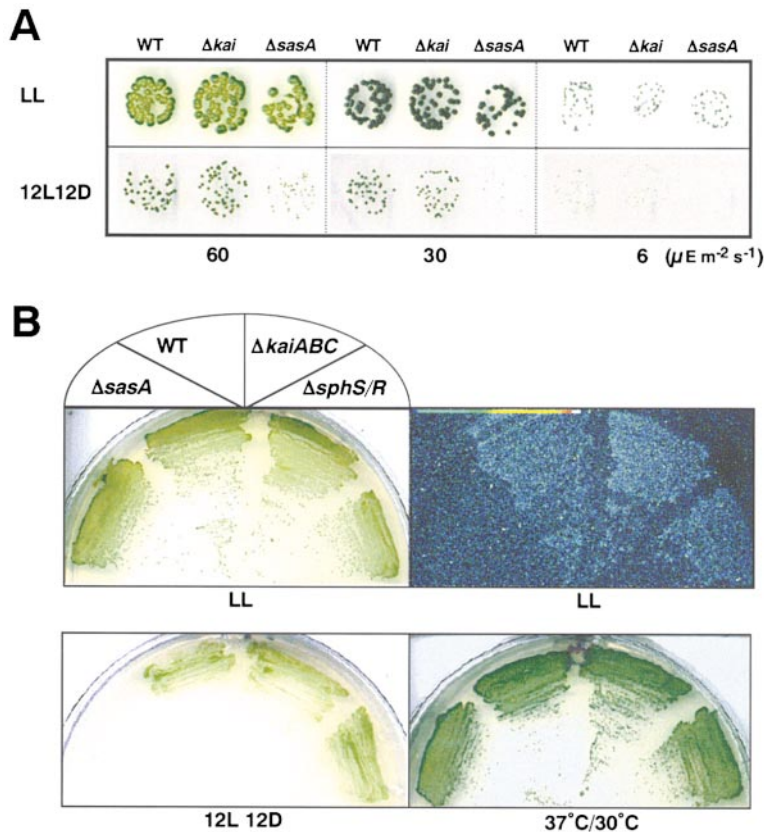 A
WT Δkai ΔsasA WT Δkai ΔsasA WT Δkai ΔsasA
LL
12L12D
60 30 6 (µE m⁻² s⁻¹)
B
WT ΔkaiABC
ΔsasA ΔsphS/R
LL LL
12L 12D 37°C/30°C